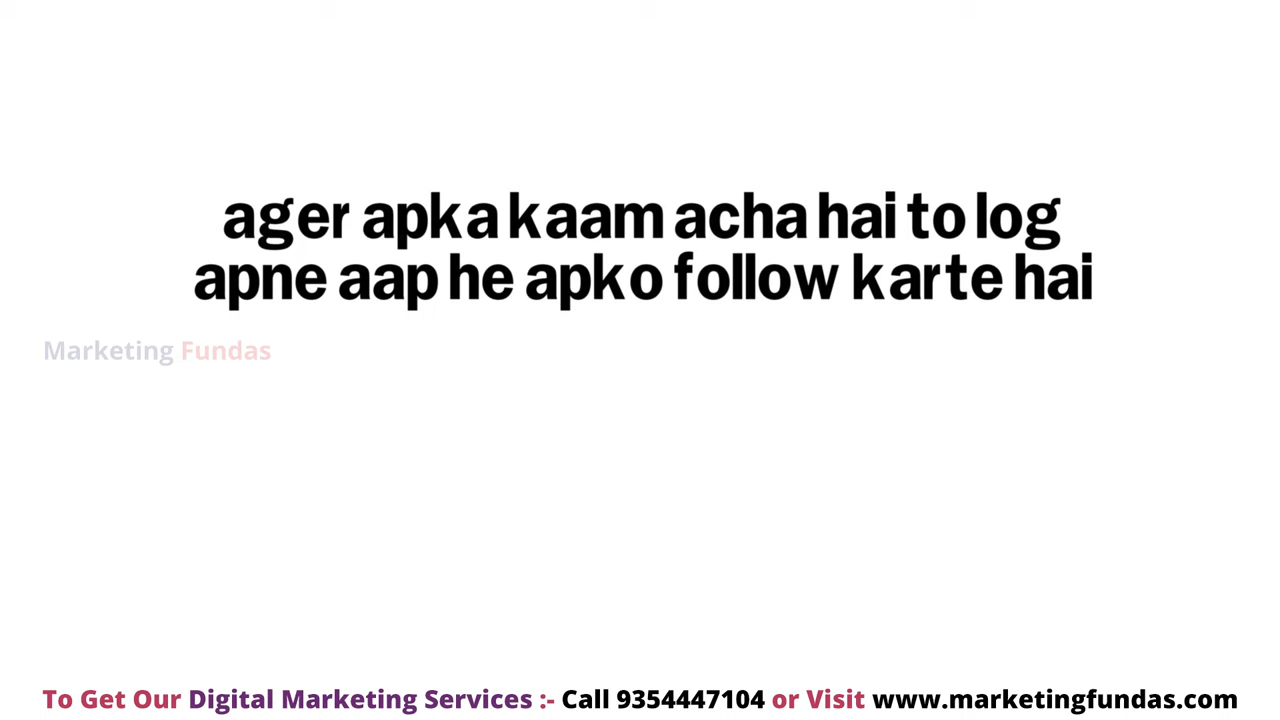 ager apka kaam acha hai to log
apne aap he apko follow karte hai
Marketing Fundas
To Get Our Digital Marketing Services :- Call 9354447104 or Visit www.marketingfundas.com